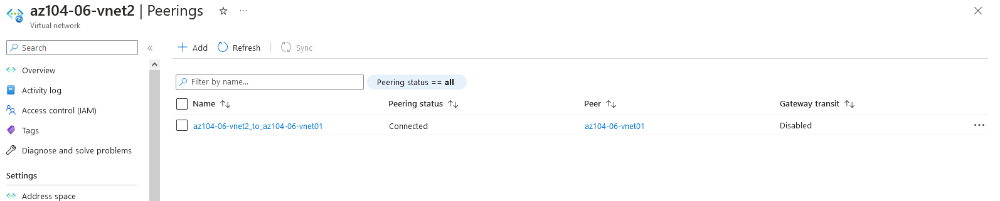 az104-06-vnet2 | Peerings
Virtual network
Search
Overview
Activity log
Access control (IAM)
Tags
Diagnose and solve problems
Settings
Address space
Add Refresh Sync
Filter by name... Peering status == all
Name Peering status Peer Gateway transit
az104-06-vnet2_to_az104-06-vnet01 Connected az104-06-vnet01 Disabled